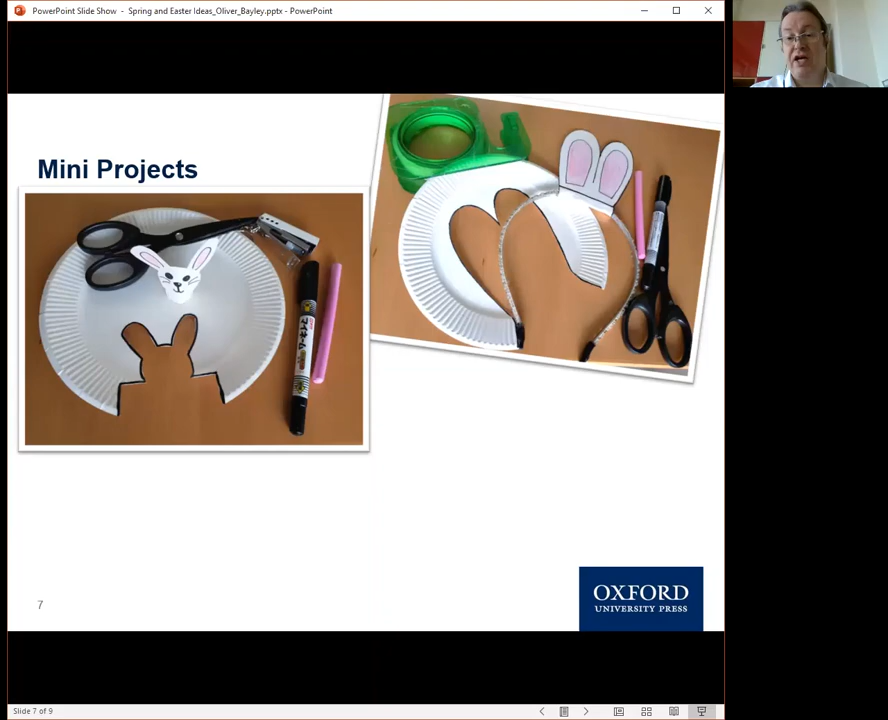 PowerPoint Slide Show - Spring and Easter Ideas_Oliver_Bayley.pptx - PowerPoint
Mini Projects
7
OXFORD
UNIVERSITY PRESS
Slide 7 of 9